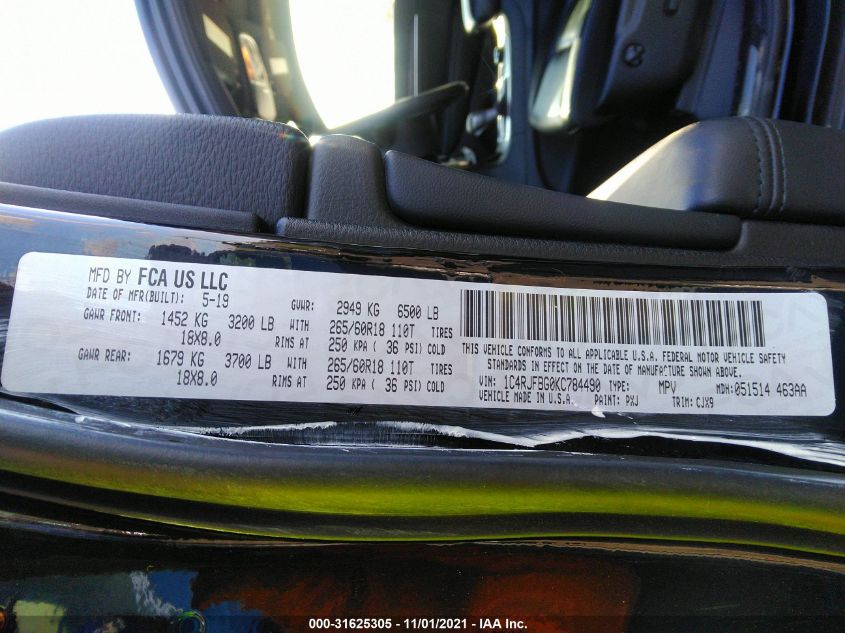 MFD BY FCA US LLC
DATE OF MFR(BUILT): 5-19 GVWR: 2949 KG 6500 LB
GAWR FRONT: 1452 KG 3200 LB WITH 265/60R18 110T TIRES
18X8.0 RIMS AT 250 KPA ( 36 PSI) COLD
GAWR REAR: 1679 KG 3700 LB WITH 265/60R18 110T TIRES
18X8.0 RIMS AT 250 KPA ( 36 PSI) COLD
THIS VEHICLE CONFORMS TO ALL APPLICABLE U.S.A. FEDERAL MOTOR VEHICLE SAFETY
STANDARDS IN EFFECT ON THE DATE OF MANUFACTURE SHOWN ABOVE.
VIN: 1C4RJFBG0KC784490 TYPE: MPV MDH: 051514 463AA
VEHICLE MADE IN U.S.A. PAINT: PXJ TRIM: CJX9
000-31625305 - 11/01/2021 - IAA Inc.